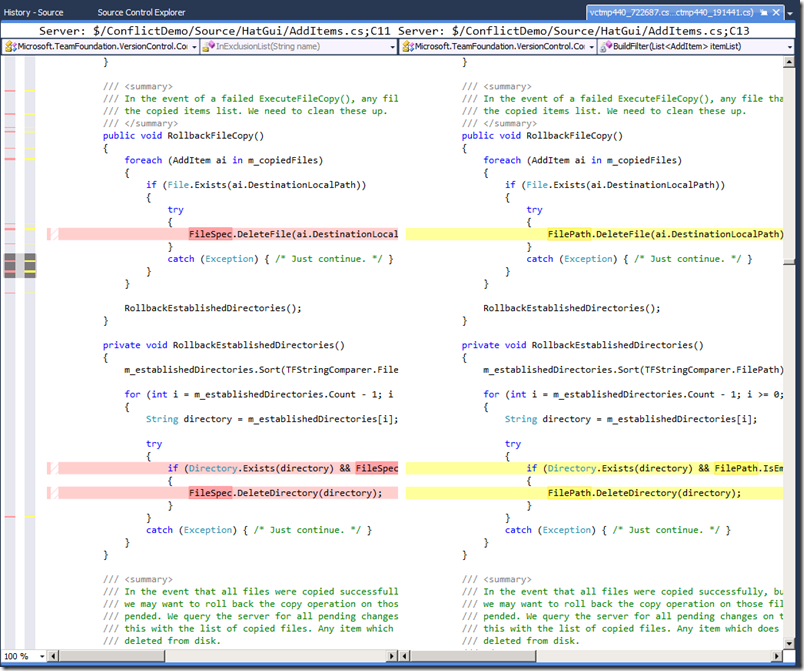 History - Source Source Control Explorer vctmp440_722687.cs...ctmp440_191441.cs)
Server: $/ConflictDemo/Source/HatGui/AddItems.cs;C11 Server: $/ConflictDemo/Source/HatGui/AddItems.cs;C13
Microsoft.TeamFoundation.VersionControl.Co InExclusionList(String name) Microsoft.TeamFoundation.VersionControl.Co BuildFilter(List<AddItem> itemList)
}
/// <summary>
/// In the event of a failed ExecuteFileCopy(), any fil
/// the copied items list. We need to clean these up.
/// </summary>
public void RollbackFileCopy()
{
foreach (AddItem ai in m_copiedFiles)
{
if (File.Exists(ai.DestinationLocalPath))
{
try
{
FileSpec.DeleteFile(ai.DestinationLocal
}
catch (Exception) { /* Just continue. */ }
}
}
RollbackEstablishedDirectories();
}
private void RollbackEstablishedDirectories()
{
m_establishedDirectories.Sort(TFStringComparer.File
for (int i = m_establishedDirectories.Count - 1; i
{
String directory = m_establishedDirectories[i];
try
{
if (Directory.Exists(directory) && FileSpec
{
FileSpec.DeleteDirectory(directory);
}
}
catch (Exception) { /* Just continue. */ }
}
}
/// <summary>
/// In the event that all files were copied successfull
/// we may want to roll back the copy operation on thos
/// pended. We query the server for all pending changes
/// this with the list of copied files. Any item which
/// deleted from disk.
}
/// <summary>
/// In the event of a failed ExecuteFileCopy(), any file tha
/// the copied items list. We need to clean these up.
/// </summary>
public void RollbackFileCopy()
{
foreach (AddItem ai in m_copiedFiles)
{
if (File.Exists(ai.DestinationLocalPath))
{
try
{
FilePath.DeleteFile(ai.DestinationLocalPath)
}
catch (Exception) { /* Just continue. */ }
}
}
RollbackEstablishedDirectories();
}
private void RollbackEstablishedDirectories()
{
m_establishedDirectories.Sort(TFStringComparer.FilePath)
for (int i = m_establishedDirectories.Count - 1; i >= 0;
{
String directory = m_establishedDirectories[i];
try
{
if (Directory.Exists(directory) && FilePath.IsEm
{
FilePath.DeleteDirectory(directory);
}
}
catch (Exception) { /* Just continue. */ }
}
}
/// <summary>
/// In the event that all files were copied successfully, bu
/// we may want to roll back the copy operation on those fil
/// pended. We query the server for all pending changes on t
/// this with the list of copied files. Any item which does
/// deleted from disk.
100 %